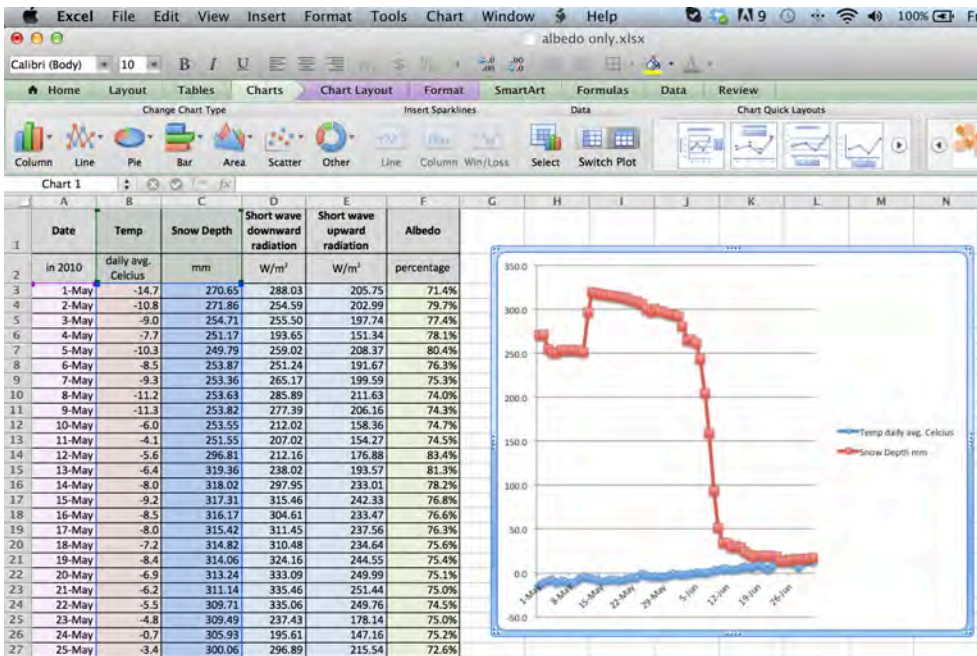 Excel File Edit View Insert Format Tools Chart Window Help 9 100%
albedo only.xlsx
Calibri (Body) 10 B I U
Home Layout Tables Charts Chart Layout Format SmartArt Formulas Data Review
Change Chart Type Insert Sparklines Data Chart Quick Layouts
Column Line Pie Bar Area Scatter Other Line Column Win/Loss Select Switch Plot
Chart 1 fx
A B C D E F G H I J K L M N
1 Date Temp Snow Depth Short wave downward radiation Short wave upward radiation Albedo
2 in 2010 daily avg. Celcius mm W/m² W/m² percentage
3 1-May -14.7 270.65 288.03 205.75 71.4%
4 2-May -10.8 271.86 254.59 202.99 79.7%
5 3-May -9.0 254.71 255.50 197.74 77.4%
6 4-May -7.7 251.17 193.65 151.34 78.1%
7 5-May -10.3 249.79 259.02 208.37 80.4%
8 6-May -8.5 253.87 251.24 191.67 76.3%
9 7-May -9.3 253.36 265.17 199.59 75.3%
10 8-May -11.2 253.63 285.89 211.63 74.0%
11 9-May -11.3 253.82 277.39 206.16 74.3%
12 10-May -6.0 253.55 212.02 158.36 74.7%
13 11-May -4.1 251.55 207.02 154.27 74.5%
14 12-May -5.6 296.81 212.16 176.88 83.4%
15 13-May -6.4 319.36 238.02 193.57 81.3%
16 14-May -8.0 318.02 297.95 233.01 78.2%
17 15-May -9.2 317.31 315.46 242.33 76.8%
18 16-May -8.5 316.17 304.61 233.47 76.6%
19 17-May -8.0 315.42 311.45 237.56 76.3%
20 18-May -7.2 314.82 310.48 234.64 75.6%
21 19-May -8.4 314.06 324.16 244.55 75.4%
22 20-May -6.9 313.24 333.09 249.99 75.1%
23 21-May -6.2 311.14 335.46 251.44 75.0%
24 22-May -5.5 309.71 335.06 249.76 74.5%
25 23-May -4.8 309.49 237.43 178.14 75.0%
26 24-May -0.7 305.93 195.61 147.16 75.2%
27 25-May -3.4 300.06 296.89 215.54 72.6%
350.0
300.0
250.0
200.0
150.0
100.0
50.0
0.0
-50.0
1-May 8-May 15-May 22-May 29-May 5-Jun 12-Jun 19-Jun 26-Jun
Temp daily avg. Celcius
Snow Depth mm